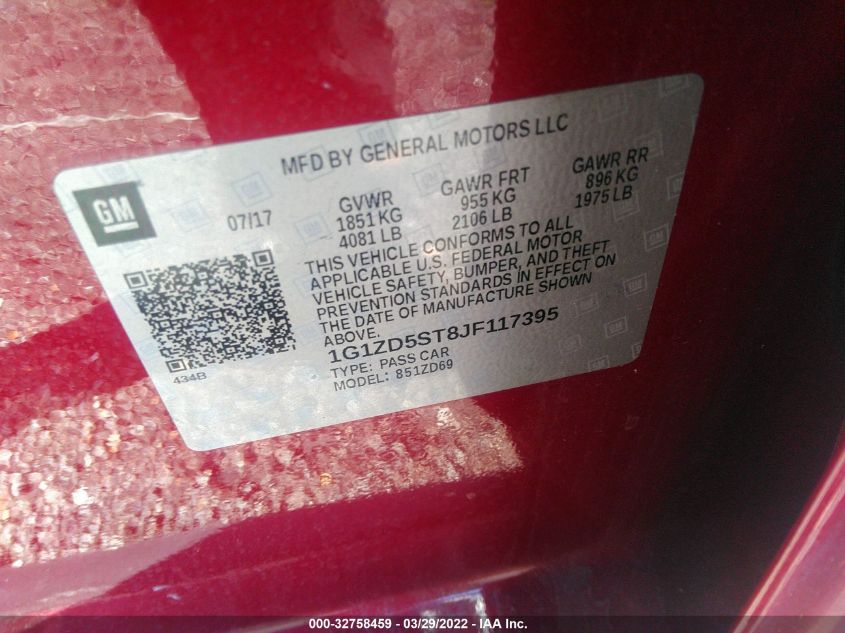 MFD BY GENERAL MOTORS LLC
GM
07/17
GVWR
1851 KG
4081 LB
GAWR FRT
955 KG
2106 LB
GAWR RR
896 KG
1975 LB
THIS VEHICLE CONFORMS TO ALL
APPLICABLE U.S. FEDERAL MOTOR
VEHICLE SAFETY, BUMPER, AND THEFT
PREVENTION STANDARDS IN EFFECT ON
THE DATE OF MANUFACTURE SHOWN
ABOVE.
1G1ZD5ST8JF117395
TYPE: PASS CAR
MODEL: 851ZD69
434B
000-32758459 - 03/29/2022 - IAA Inc.